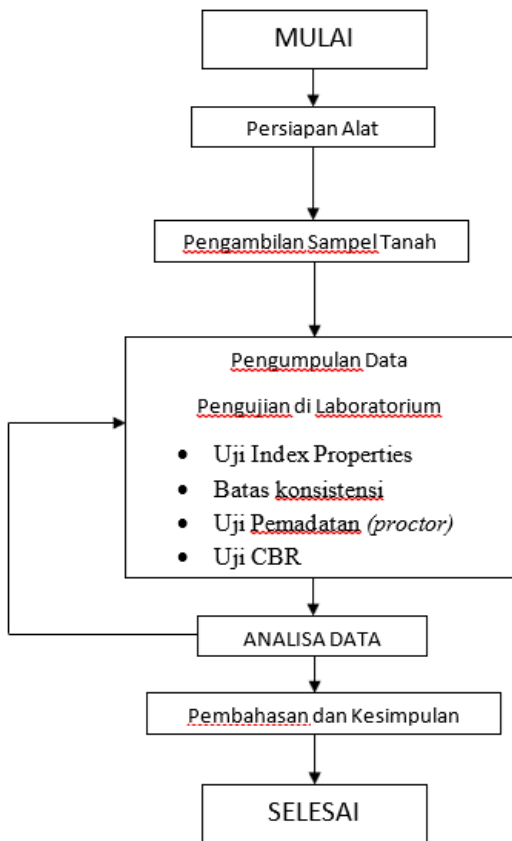 MULAI
Persiapan Alat
Pengambilan Sampel Tanah
Pengumpulan Data
Pengujian di Laboratorium
• Uji Index Properties
• Batas konsistensi
• Uji Pemadatan (proctor)
• Uji CBR
ANALISA DATA
Pembahasan dan Kesimpulan
SELESAI